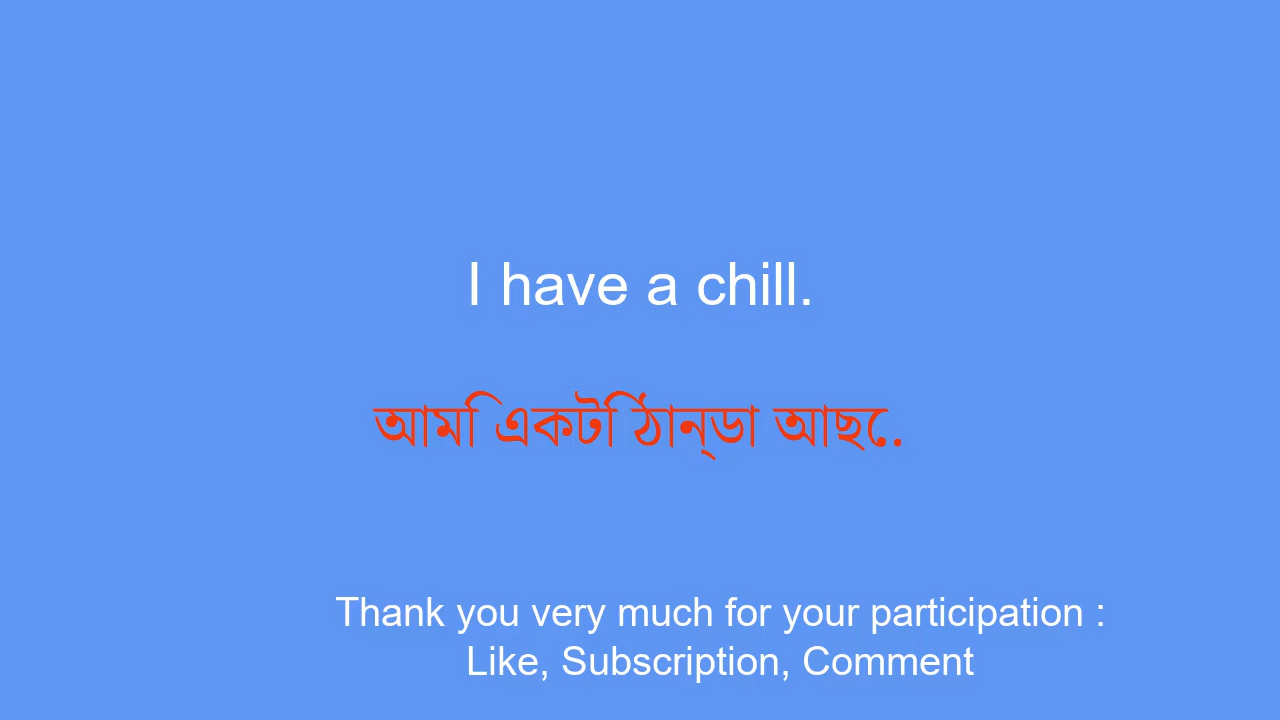 I have a chill.
আমি একটি ঠান্ডা আছে.
Thank you very much for your participation :
Like, Subscription, Comment